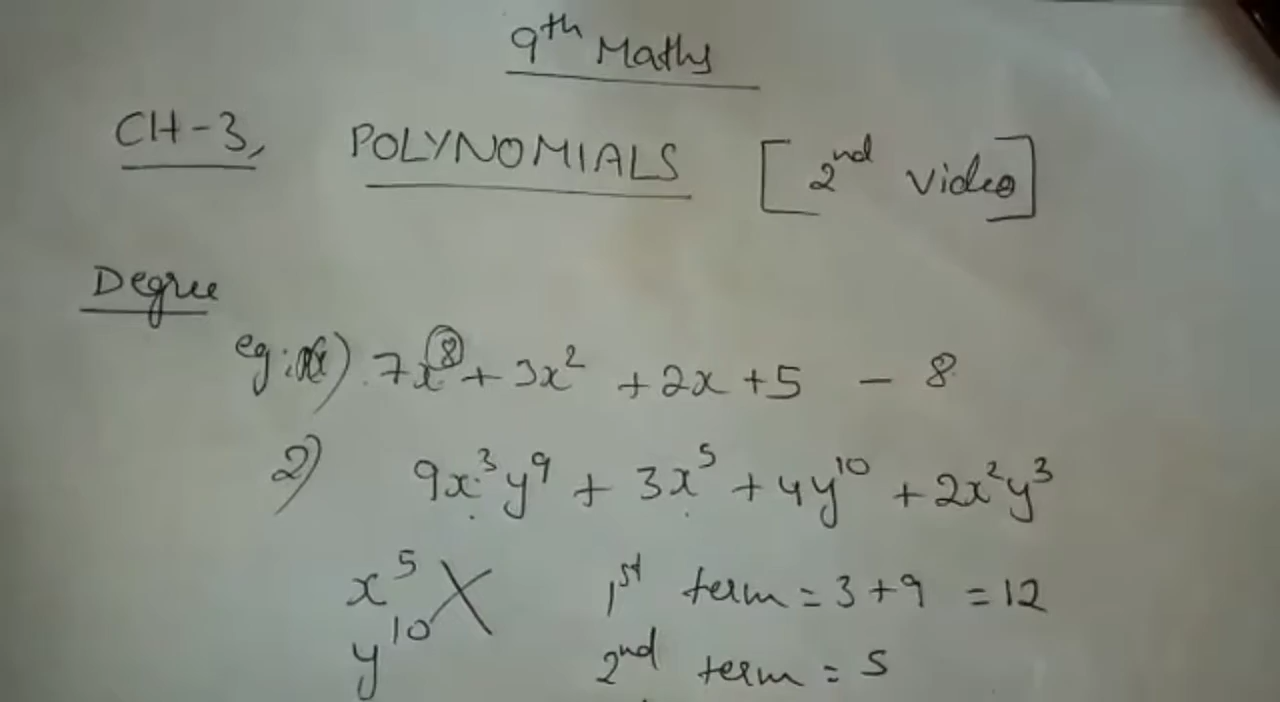 9th Maths
CH-3, POLYNOMIALS [2nd Video]
Degree
eg: 7x⁸ + 3x² + 2x + 5 - 8
2) 9x³y⁹ + 3x⁵ + 4y¹⁰ + 2x²y³
x⁵ 1st term = 3+9 = 12
y¹⁰ 2nd term = 5